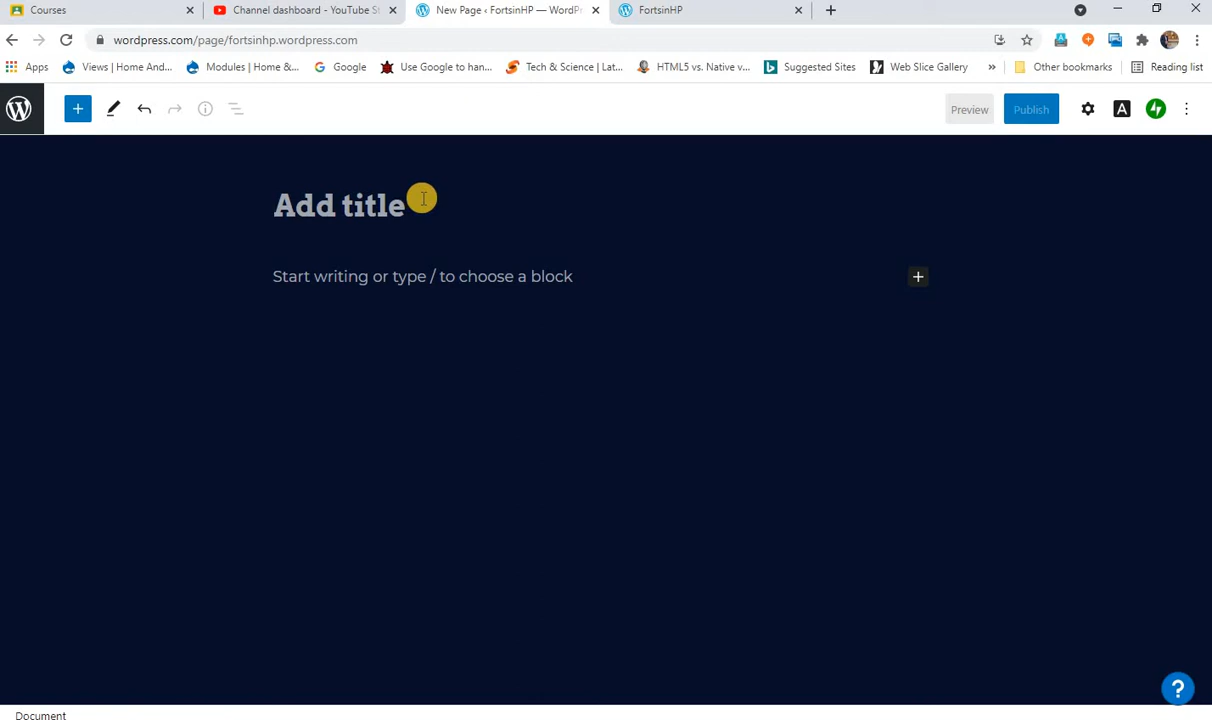 Courses
Channel dashboard - YouTube St
New Page ‹ FortsinHP — WordPr
FortsinHP
wordpress.com/page/fortsinhp.wordpress.com
Apps
Views | Home And...
Modules | Home &...
Google
Use Google to han...
Tech & Science | Lat...
HTML5 vs. Native v...
Suggested Sites
Web Slice Gallery
»
Other bookmarks
Reading list
Preview
Publish
A
Add title
Start writing or type / to choose a block
?
Document